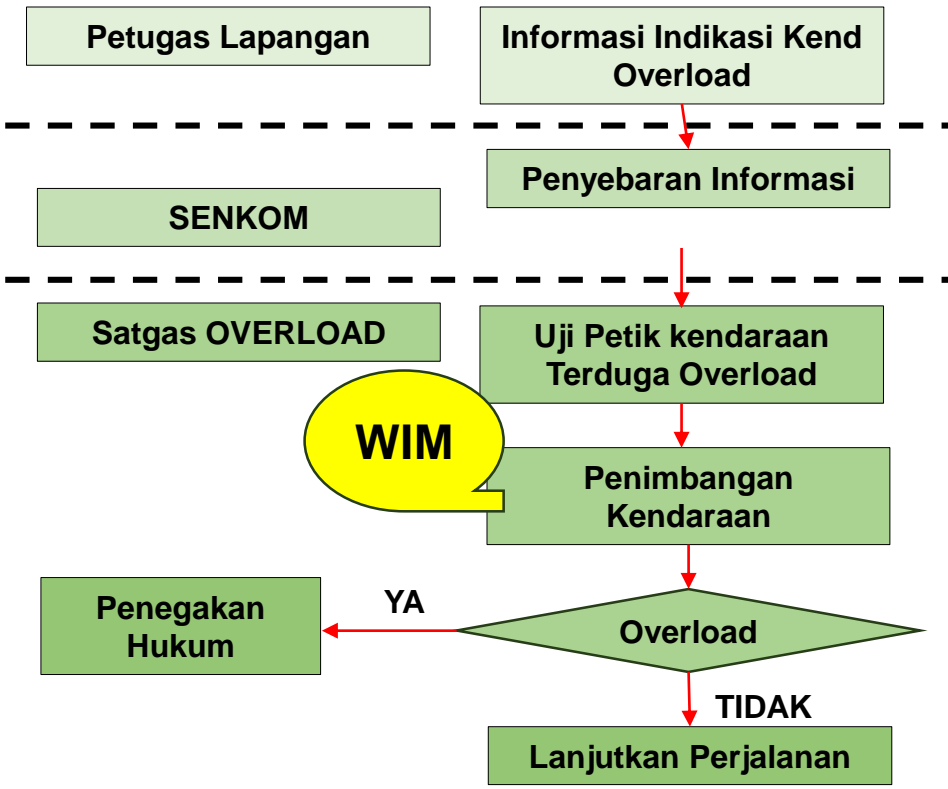 Petugas Lapangan
Informasi Indikasi Kend
Overload
Penyebaran Informasi
SENKOM
Satgas OVERLOAD
Uji Petik kendaraan
Terduga Overload
WIM
Penimbangan
Kendaraan
Penegakan
Hukum
YA
Overload
TIDAK
Lanjutkan Perjalanan